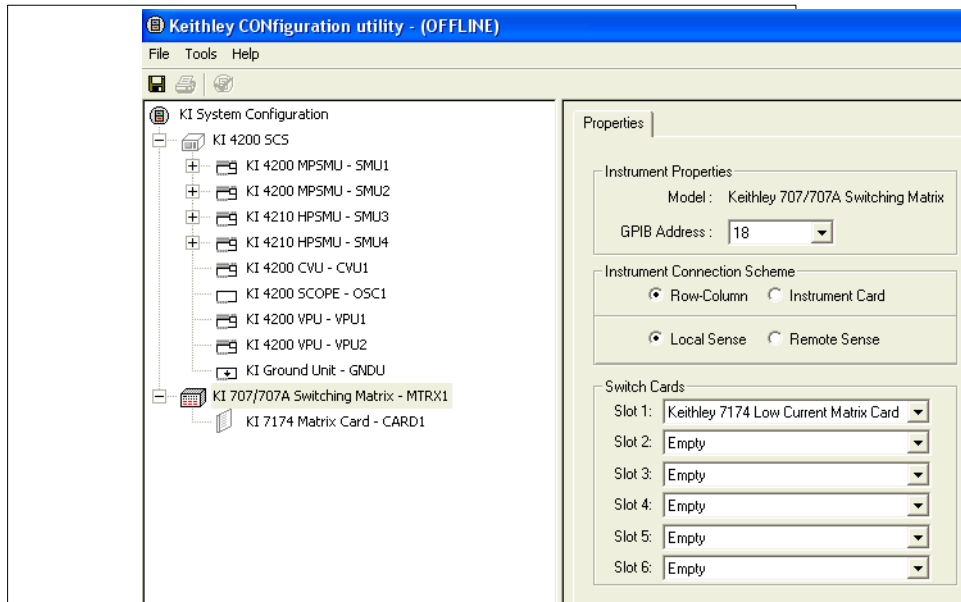 Keithley CONfiguration utility - (OFFLINE)
File Tools Help
KI System Configuration
KI 4200 SCS
KI 4200 MPSMU - SMU1
KI 4200 MPSMU - SMU2
KI 4210 HPSMU - SMU3
KI 4210 HPSMU - SMU4
KI 4200 CVU - CVU1
KI 4200 SCOPE - OSC1
KI 4200 VPU - VPU1
KI 4200 VPU - VPU2
KI Ground Unit - GNDU
KI 707/707A Switching Matrix - MTRX1
KI 7174 Matrix Card - CARD1
Properties
Instrument Properties
Model : Keithley 707/707A Switching Matrix
GPIB Address : 18
Instrument Connection Scheme
Row-Column Instrument Card
Local Sense Remote Sense
Switch Cards
Slot 1: Keithley 7174 Low Current Matrix Card
Slot 2: Empty
Slot 3: Empty
Slot 4: Empty
Slot 5: Empty
Slot 6: Empty